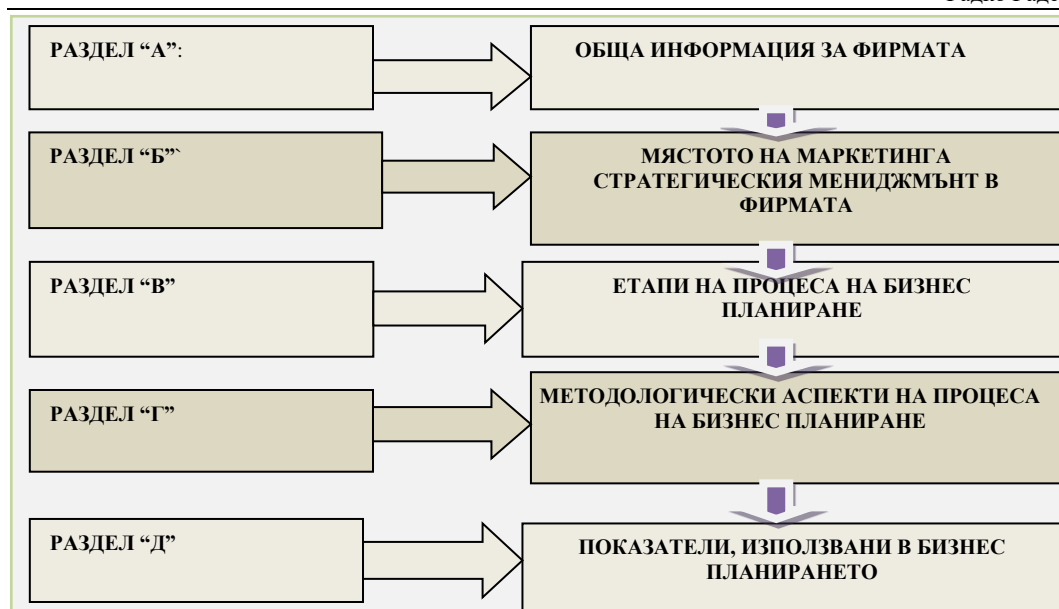 РАЗДЕЛ “А”:
ОБЩА ИНФОРМАЦИЯ ЗА ФИРМАТА
РАЗДЕЛ “Б”`
МЯСТОТО НА МАРКЕТИНГА
СТРАТЕГИЧЕСКИЯ МЕНИДЖМЪНТ В
ФИРМАТА
РАЗДЕЛ “В”
ЕТАПИ НА ПРОЦЕСА НА БИЗНЕС
ПЛАНИРАНЕ
РАЗДЕЛ “Г”
МЕТОДОЛОГИЧЕСКИ АСПЕКТИ НА ПРОЦЕСА
НА БИЗНЕС ПЛАНИРАНЕ
РАЗДЕЛ “Д”
ПОКАЗАТЕЛИ, ИЗПОЛЗВАНИ В БИЗНЕС
ПЛАНИРАНЕТО